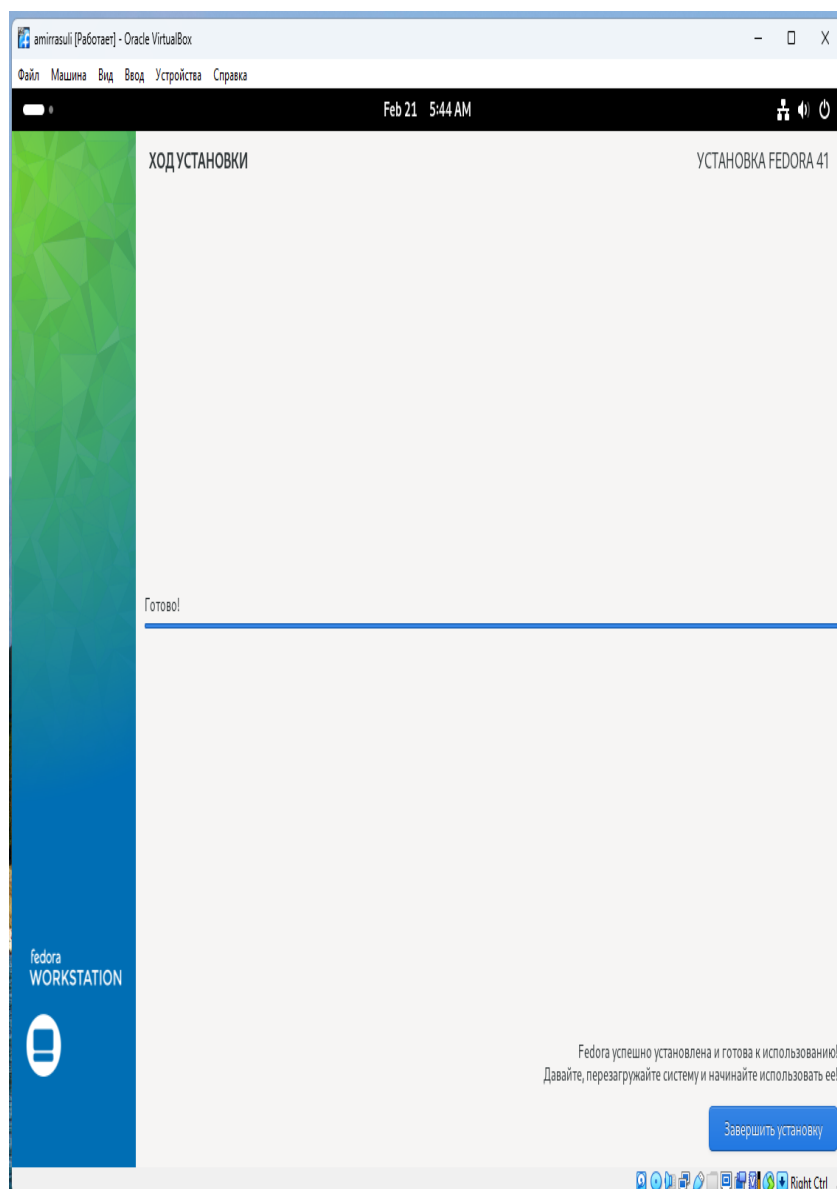 amirrasuli [Работает] - Oracle VirtualBox
Файл Машина Вид Ввод Устройства Справка
Feb 21 5:44 AM
ХОД УСТАНОВКИ
УСТАНОВКА FEDORA 41
Готово!
fedora
WORKSTATION
Fedora успешно установлена и готова к использованию!
Давайте, перезагружайте систему и начинайте использовать ее!
Завершить установку
Right Ctrl